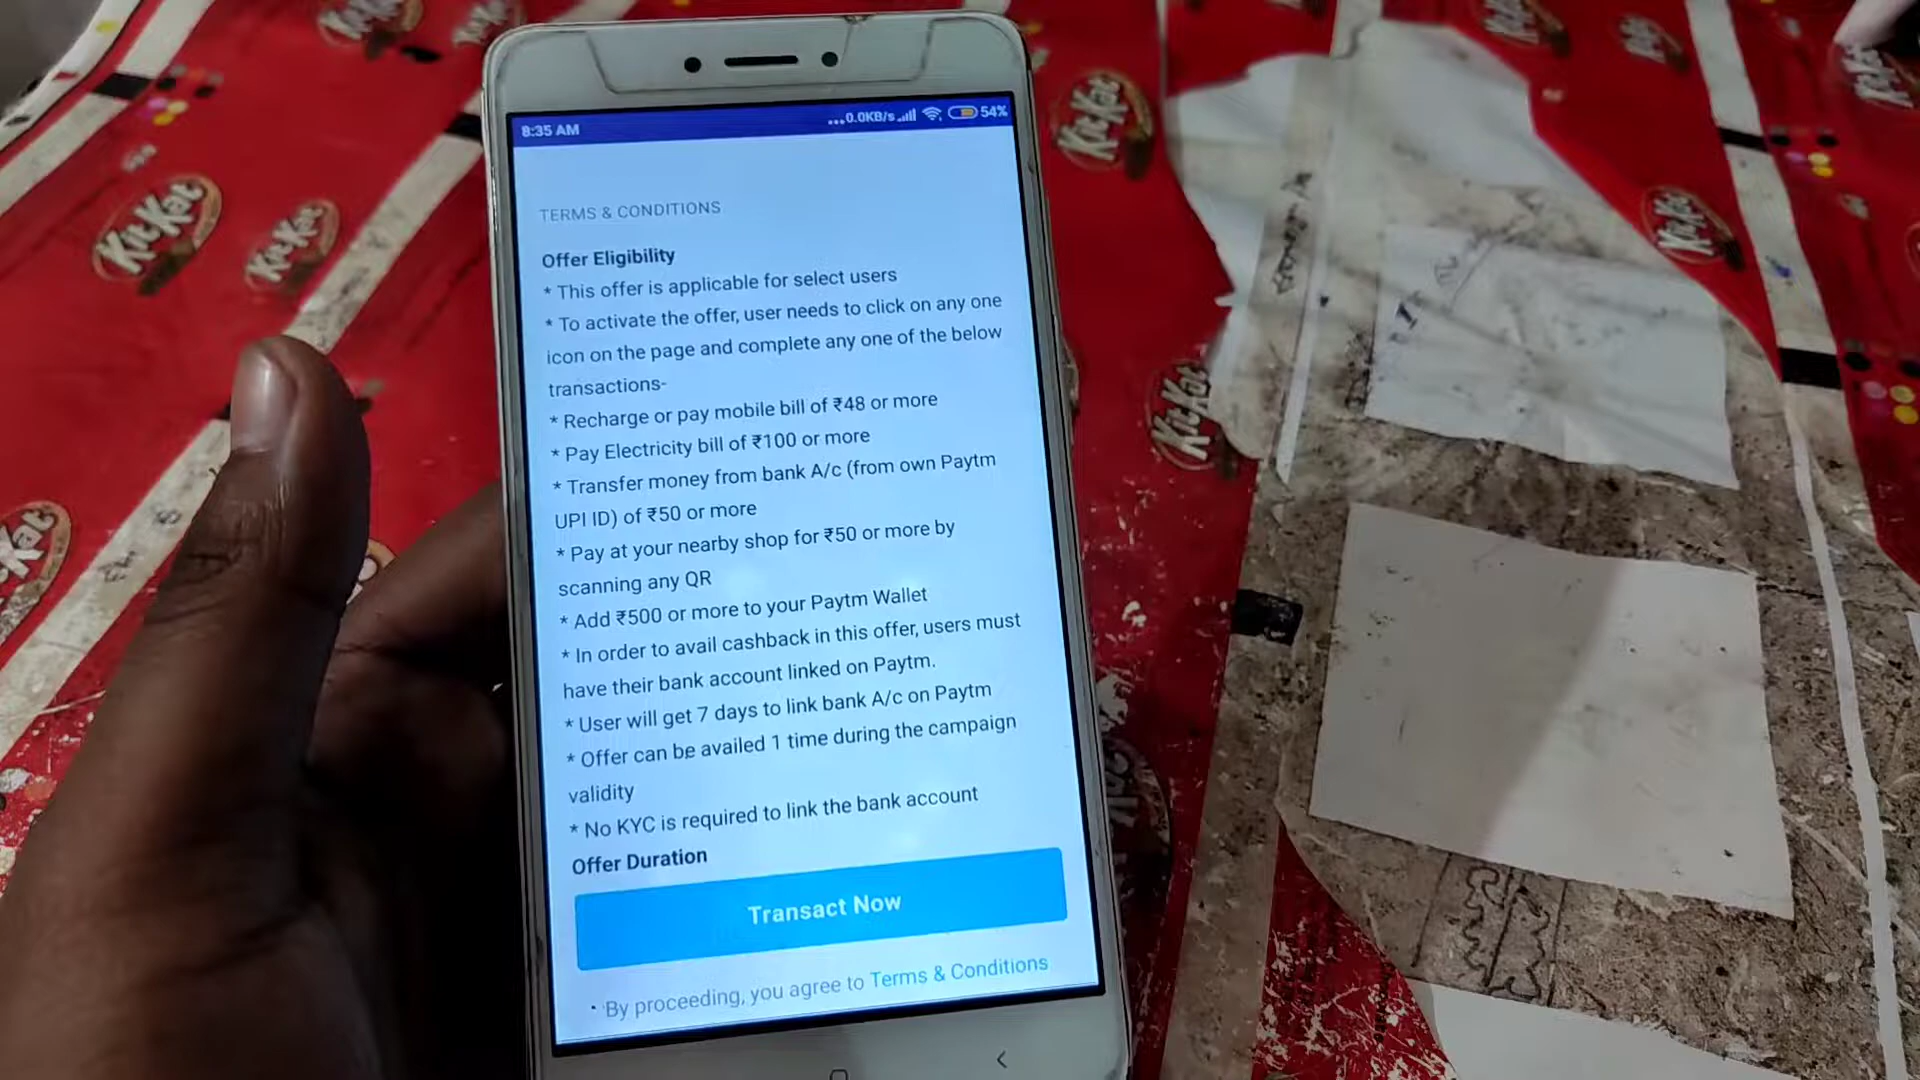 8:35 AM
...0.0KB/s 54%
TERMS & CONDITIONS
Offer Eligibility
* This offer is applicable for select users
* To activate the offer, user needs to click on any one
icon on the page and complete any one of the below
transactions-
* Recharge or pay mobile bill of ₹48 or more
* Pay Electricity bill of ₹100 or more
* Transfer money from bank A/c (from own Paytm
UPI ID) of ₹50 or more
* Pay at your nearby shop for ₹50 or more by
scanning any QR
* Add ₹500 or more to your Paytm Wallet
* In order to avail cashback in this offer, users must
have their bank account linked on Paytm.
* User will get 7 days to link bank A/c on Paytm
* Offer can be availed 1 time during the campaign
validity
* No KYC is required to link the bank account
Offer Duration
Transact Now
By proceeding, you agree to Terms & Conditions
KitKat
KitKat
KitKat
KitKat
KitKat